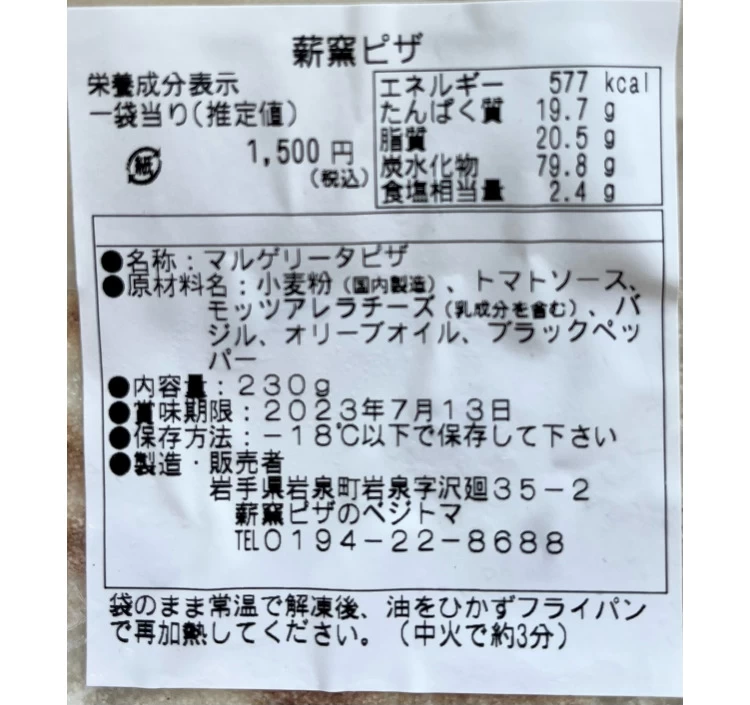 薪窯ピザ
栄養成分表示
一袋当り(推定値)
紙
1,500 円
(税込)
エネルギー 577 kcal
たんぱく質 19.7 g
脂質 20.5 g
炭水化物 79.8 g
食塩相当量 2.4 g
●名称：マルゲリータピザ
●原材料名：小麦粉（国内製造）、トマトソース、
モッツアレラチーズ（乳成分を含む）、バ
ジル、オリーブオイル、ブラックペッ
パー
●内容量：２３０ｇ
●賞味期限：２０２３年７月１３日
●保存方法：－１８℃以下で保存して下さい
●製造・販売者
岩手県岩泉町岩泉字沢廻３５－２
薪窯ピザのベジトマ
℡０１９４－２２－８６８８
袋のまま常温で解凍後、油をひかずフライパン
で再加熱してください。（中火で約3分）